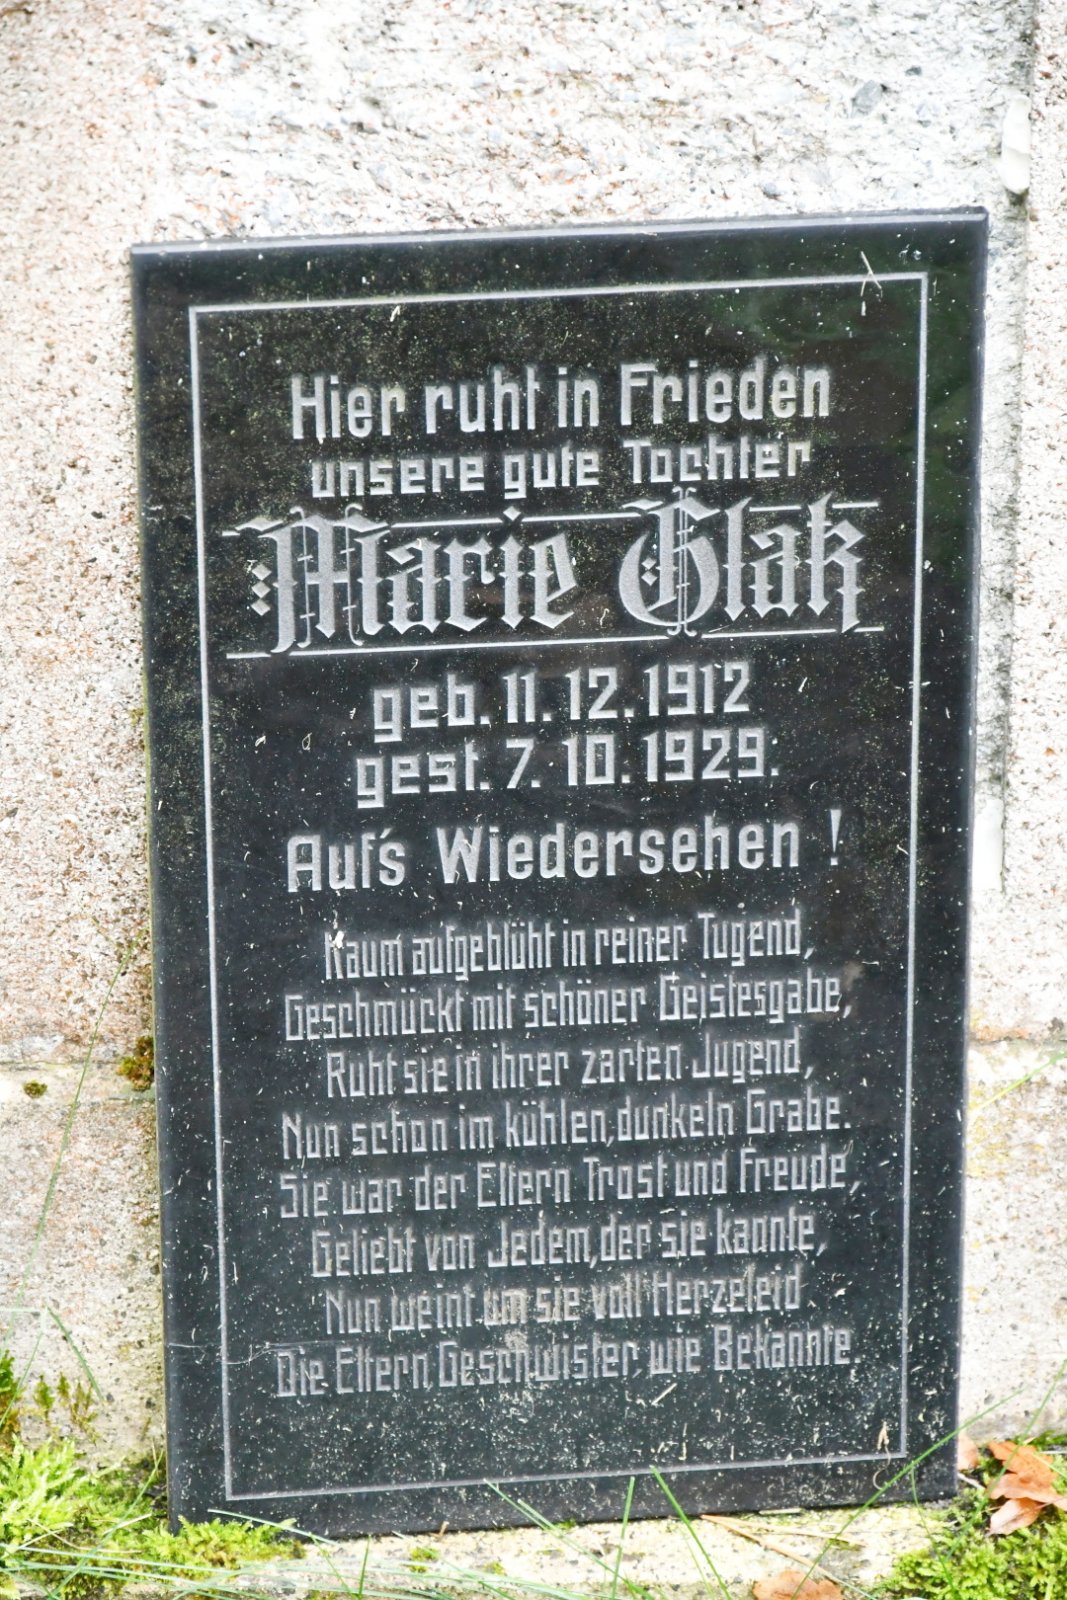 Hier ruht in Frieden
unsere gute Tochter
Marie Glak
geb. 11. 12. 1912
gest. 7. 10. 1929.
Auf's Wiedersehen!
Kaum aufgeblüht in reiner Tugend,
Geschmückt mit schöner Geistesgabe,
Ruht sie in ihrer zarten Jugend,
Nun schon im kühlen, dunkeln Grabe.
Sie war der Eltern Trost und Freude,
Geliebt von Jedem, der sie kannte,
Nun weint um sie voll Herzeleid
Die Eltern, Geschwister, wie Bekannte.